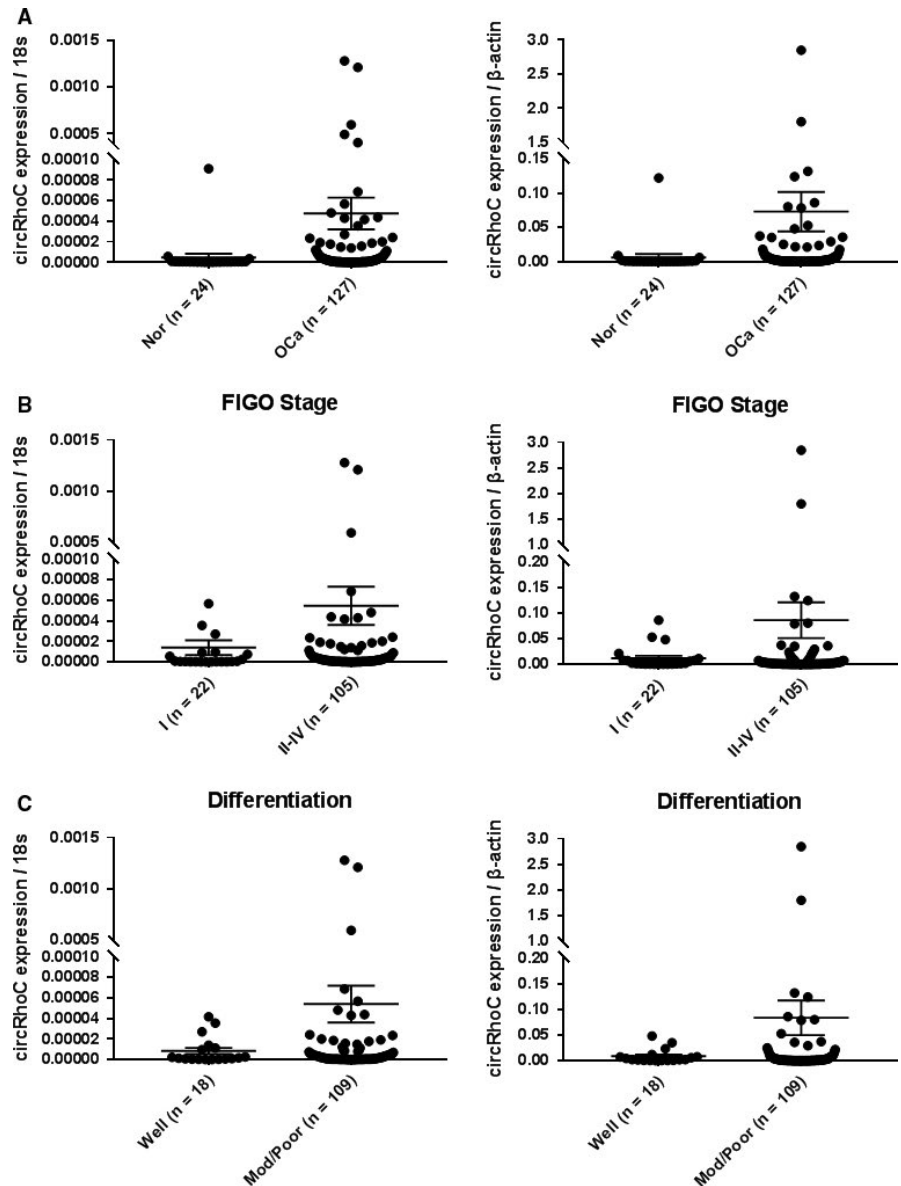 A
circRhoC expression / 18s
0.0015
0.0010
0.0005
0.00010
0.00008
0.00006
0.00004
0.00002
0.00000
Nor (n = 24)
OCa (n = 127)
circRhoC expression / β-actin
3.0
2.5
2.0
1.5
0.15
0.10
0.05
0.00
Nor (n = 24)
OCa (n = 127)
B
FIGO Stage
circRhoC expression / 18s
0.0015
0.0010
0.0005
0.00010
0.00008
0.00006
0.00004
0.00002
0.00000
I (n = 22)
II-IV (n = 105)
FIGO Stage
circRhoC expression / β-actin
3.0
2.5
2.0
1.5
1.0
0.20
0.15
0.10
0.05
0.00
I (n = 22)
II-IV (n = 105)
C
Differentiation
circRhoC expression / 18s
0.0015
0.0010
0.0005
0.00010
0.00008
0.00006
0.00004
0.00002
0.00000
Well (n = 18)
Mod/Poor (n = 109)
Differentiation
circRhoC expression / β-actin
3.0
2.5
2.0
1.5
1.0
0.20
0.15
0.10
0.05
0.00
Well (n = 18)
Mod/Poor (n = 109)